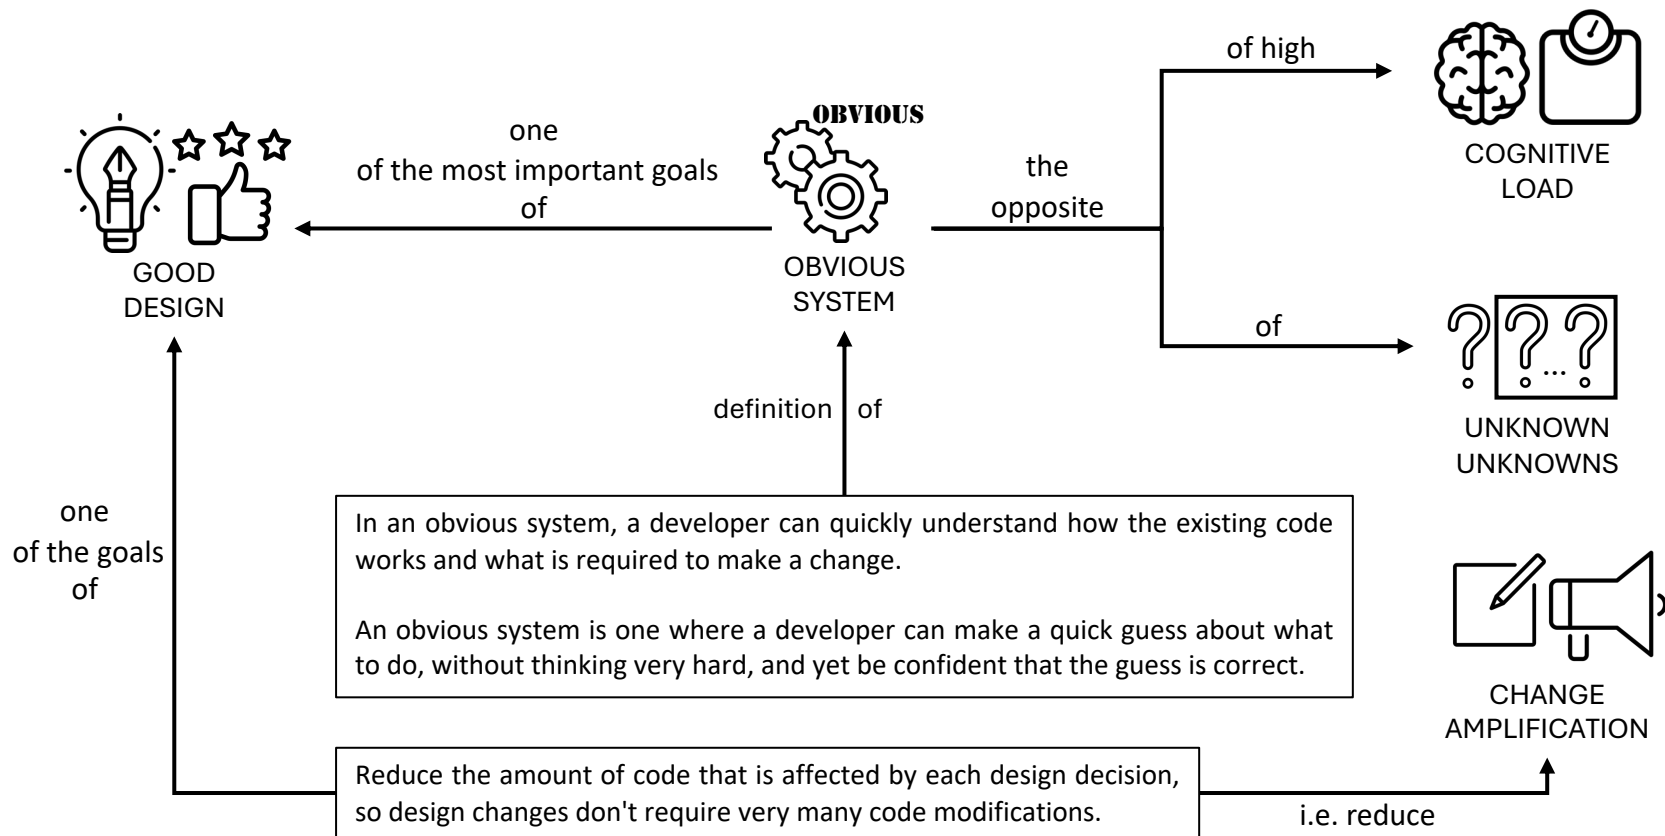 of high
COGNITIVE
LOAD
OBVIOUS
one
of the most important goals
of
the
opposite
GOOD
DESIGN
OBVIOUS
SYSTEM
of
? ? ... ?
UNKNOWN
UNKNOWNS
definition of
one
of the goals
of
In an obvious system, a developer can quickly understand how the existing code
works and what is required to make a change.
An obvious system is one where a developer can make a quick guess about what
to do, without thinking very hard, and yet be confident that the guess is correct.
CHANGE
AMPLIFICATION
Reduce the amount of code that is affected by each design decision,
so design changes don't require very many code modifications.
i.e. reduce